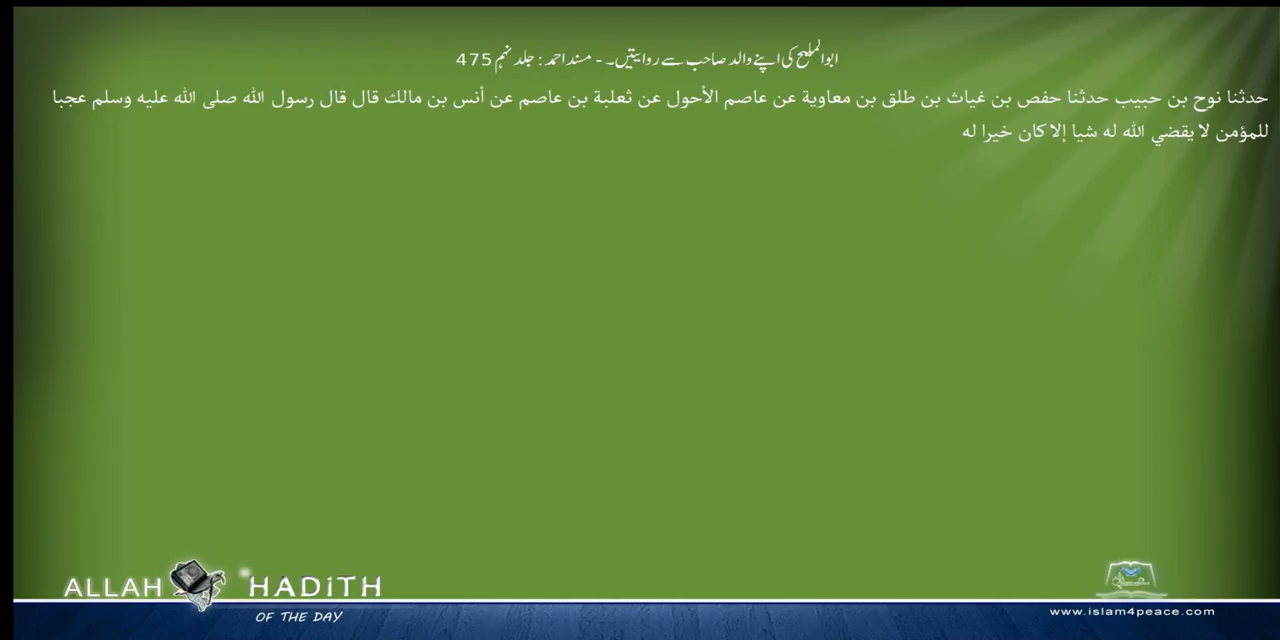 ابوالملیح کی اپنے والد صاحب سے روایتیں۔ - مسند احمد: جلد نہم 475
حدثنا نوح بن حبيب حدثنا حفص بن غياث بن طلق بن معاوية عن عاصم الأحول عن ثعلبة بن عاصم عن أنس بن مالك قال قال رسول الله صلى الله عليه وسلم عجبا
للمؤمن لا يقضي الله له شيا إلا كان خيرا له
ALLAH HADITH
OF THE DAY
www.islam4peace.com